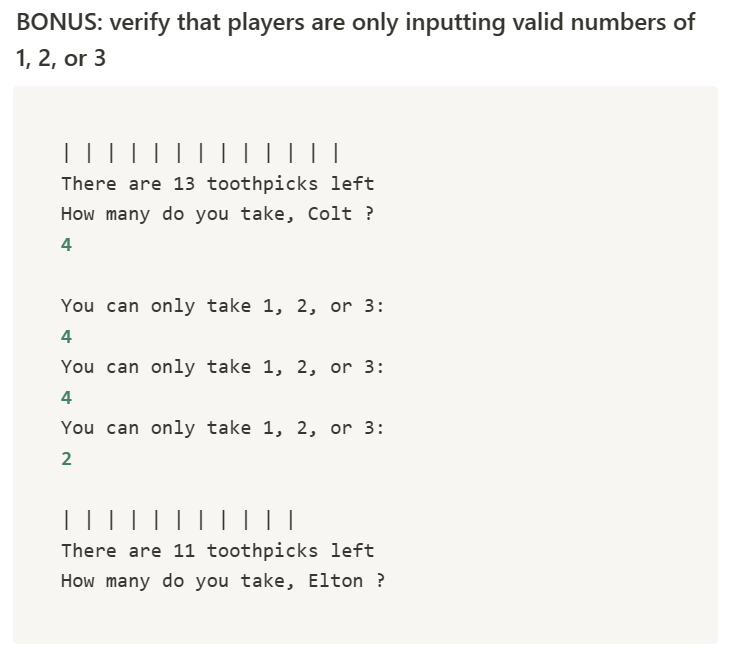 BONUS: verify that players are only inputting valid numbers of
1, 2, or 3
| | | | | | | | | | | | |
There are 13 toothpicks left
How many do you take, Colt ?
4
You can only take 1, 2, or 3:
4
You can only take 1, 2, or 3:
4
You can only take 1, 2, or 3:
2
| | | | | | | | | | |
There are 11 toothpicks left
How many do you take, Elton ?